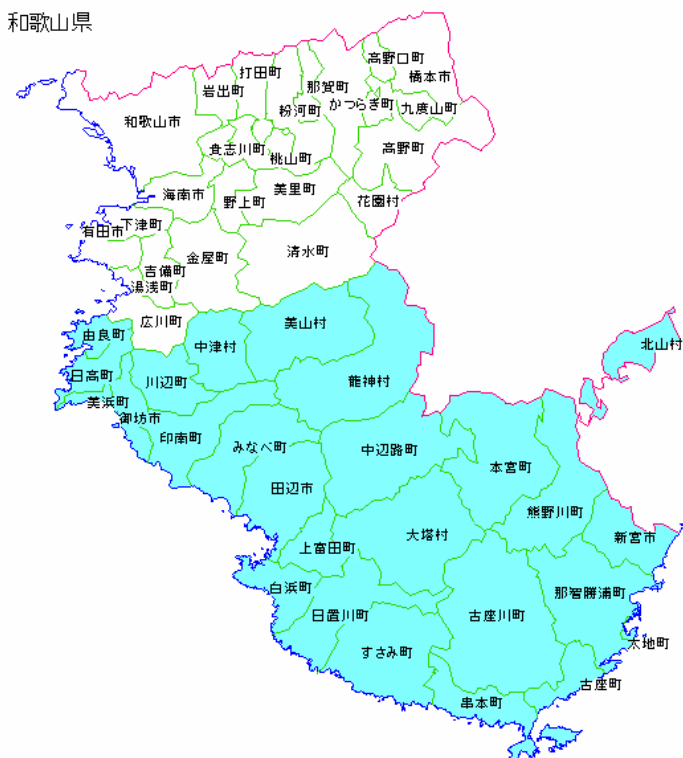 和歌山県
高野口町
打田町
橋本市
那賀町
岩出町
かつらぎ町
九度山町
粉河町
和歌山市
貴志川町
高野町
桃山町
美里町
海南市
野上町
花園村
下津町
有田市
金屋町
清水町
吉備町
湯浅町
広川町
美山村
由良町
中津村
北山村
日高町
川辺町
龍神村
美浜町
御坊市
印南町
みなべ町
中辺路町
本宮町
田辺市
熊野川町
大塔村
新宮市
上富田町
白浜町
那智勝浦町
日置川町
古座川町
太地町
すさみ町
古座町
串本町